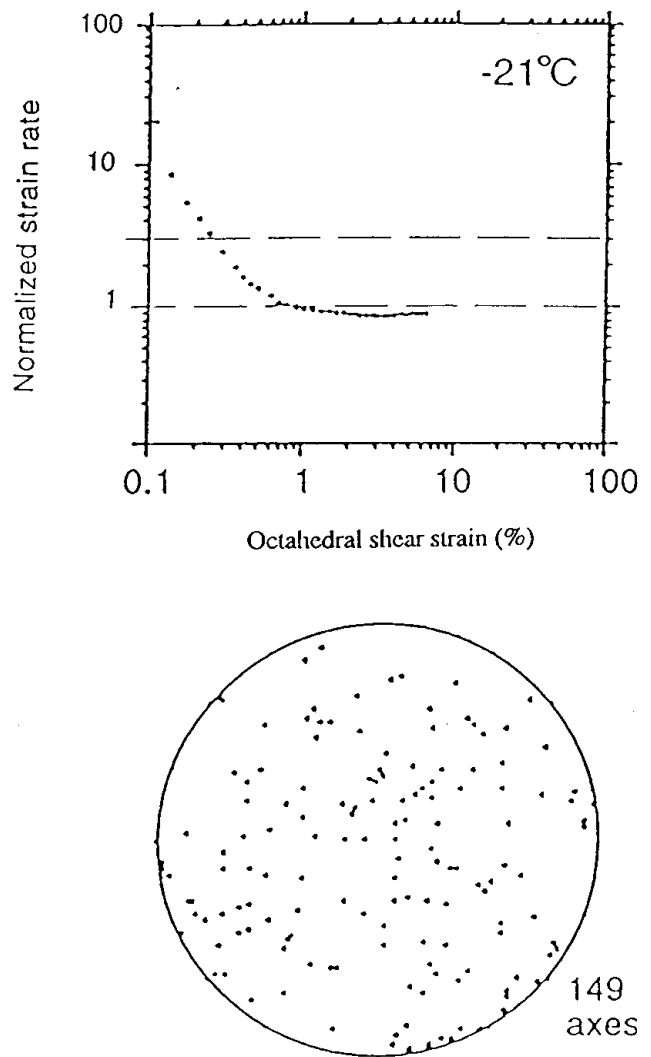 100
-21°C
10
1
Normalized strain rate
0.1 1 10 100
Octahedral shear strain (%)
149
axes